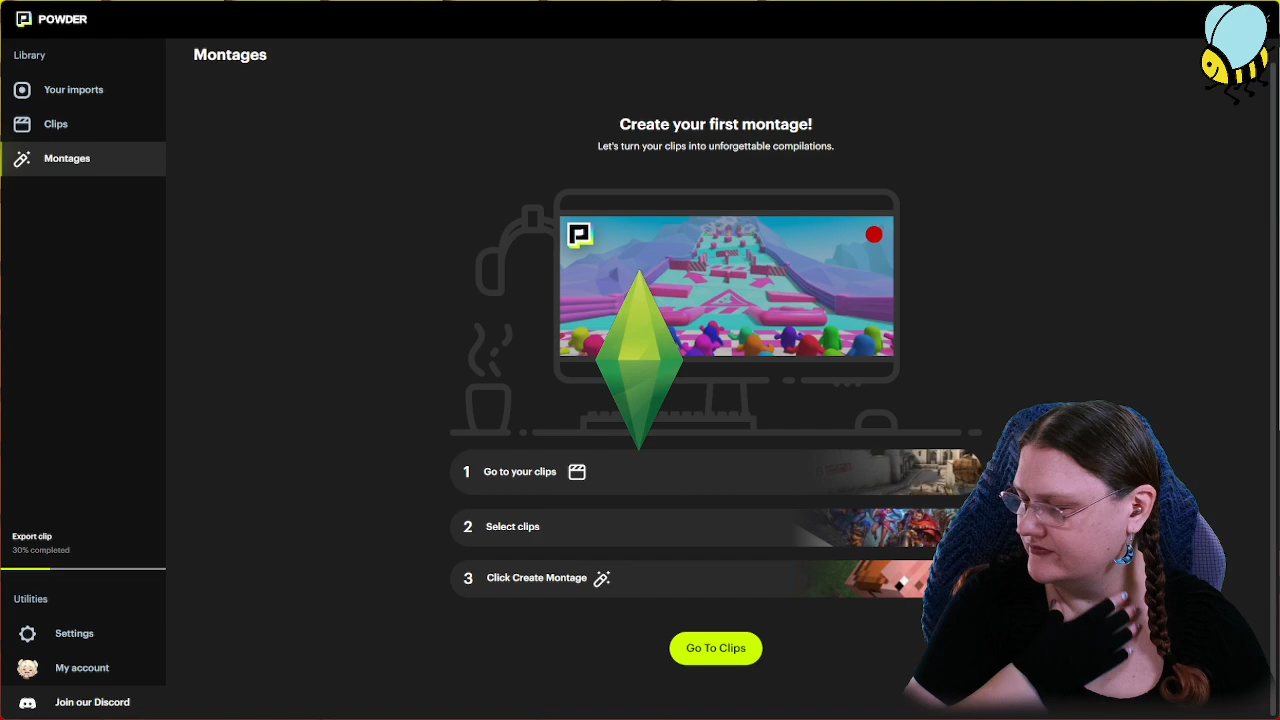 POWDER
Library
Your imports
Clips
Montages
Export clip
30% completed
Utilities
Settings
My account
Join our Discord
Montages
Create your first montage!
Let's turn your clips into unforgettable compilations.
1 Go to your clips
2 Select clips
3 Click Create Montage
Go To Clips